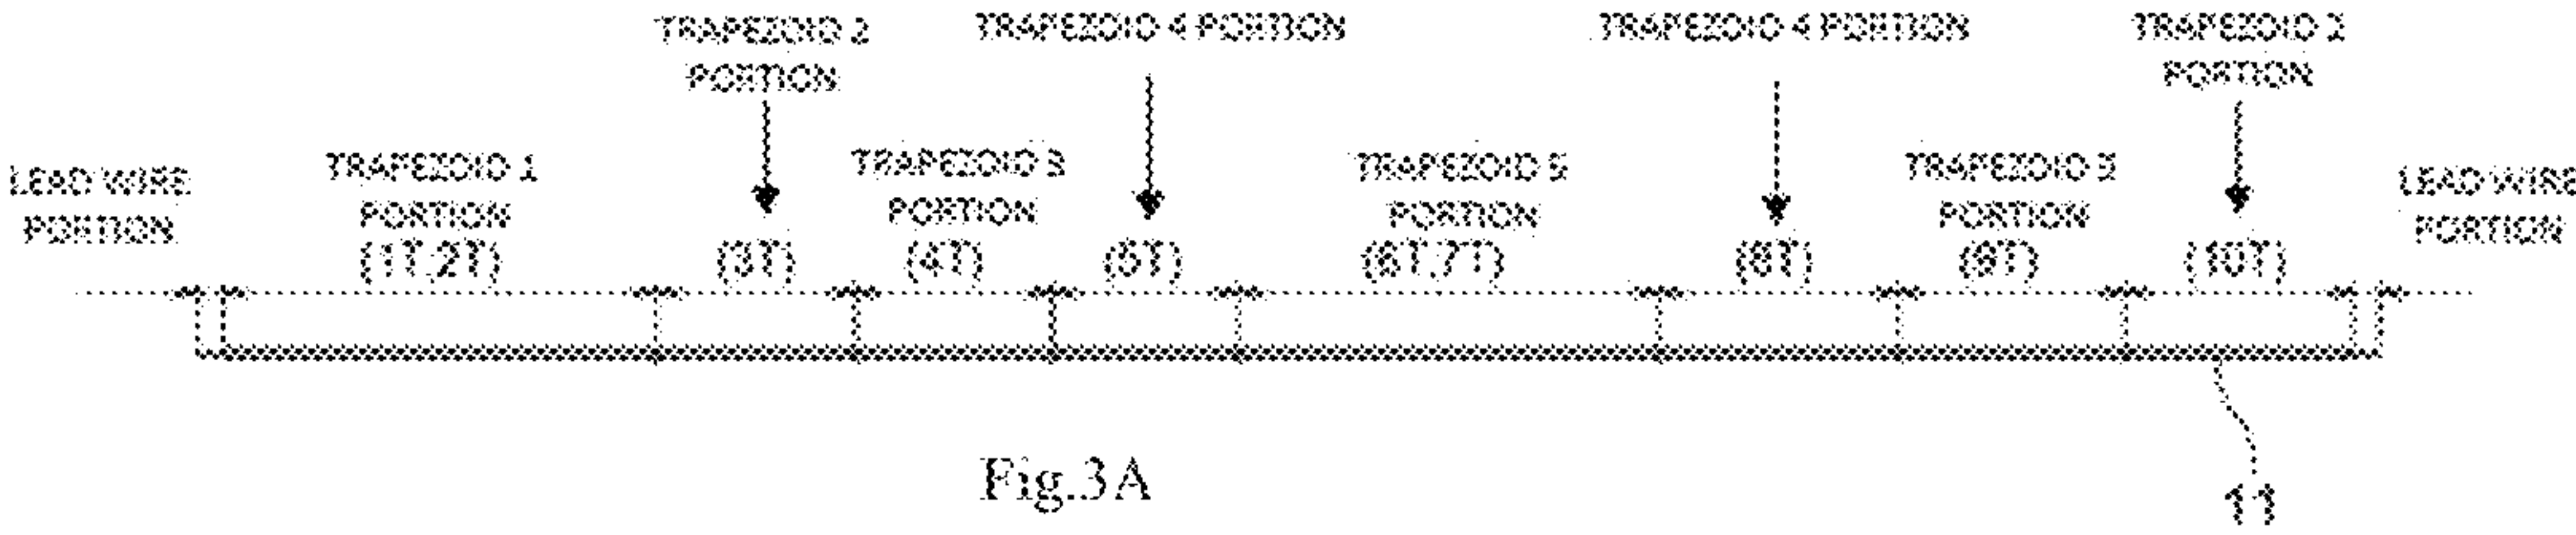 TRAPEZOID 2
PORTION
TRAPEZOID 4 PORTION
TRAPEZOID 4 PORTION
TRAPEZOID 2
PORTION
LEAD WIRE
PORTION
TRAPEZOID 1
PORTION
(1T,2T)
(3T)
TRAPEZOID 3
PORTION
(4T)
(5T)
TRAPEZOID 5
PORTION
(6T,7T)
(8T)
TRAPEZOID 3
PORTION
(9T)
(10T)
LEAD WIRE
PORTION
11
Fig.3A